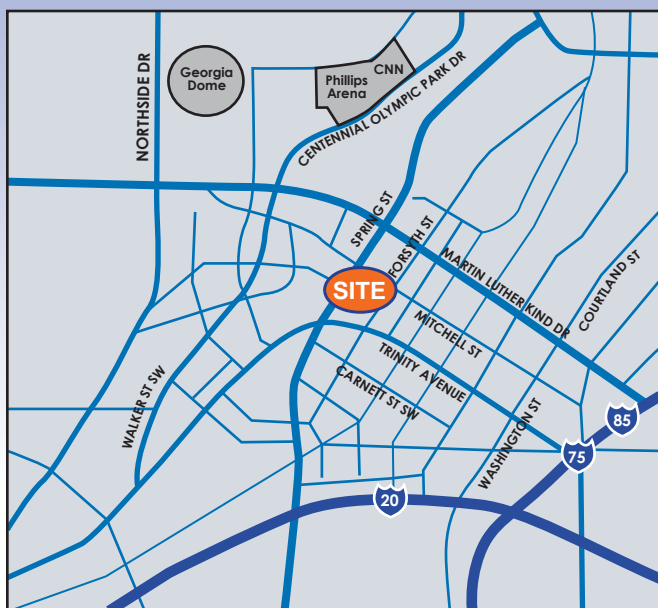 NORTHSIDE DR
Georgia
Dome
CNN
Phillips
Arena
CENTENNIAL OLYMPIC PARK DR
SPRING ST
FORSYTH ST
MARTIN LUTHER KIND DR
COURTLAND ST
SITE
MITCHELL ST
TRINITY AVENUE
CARNETT ST SW
WALKER ST SW
WASHINGTON ST
85
75
20